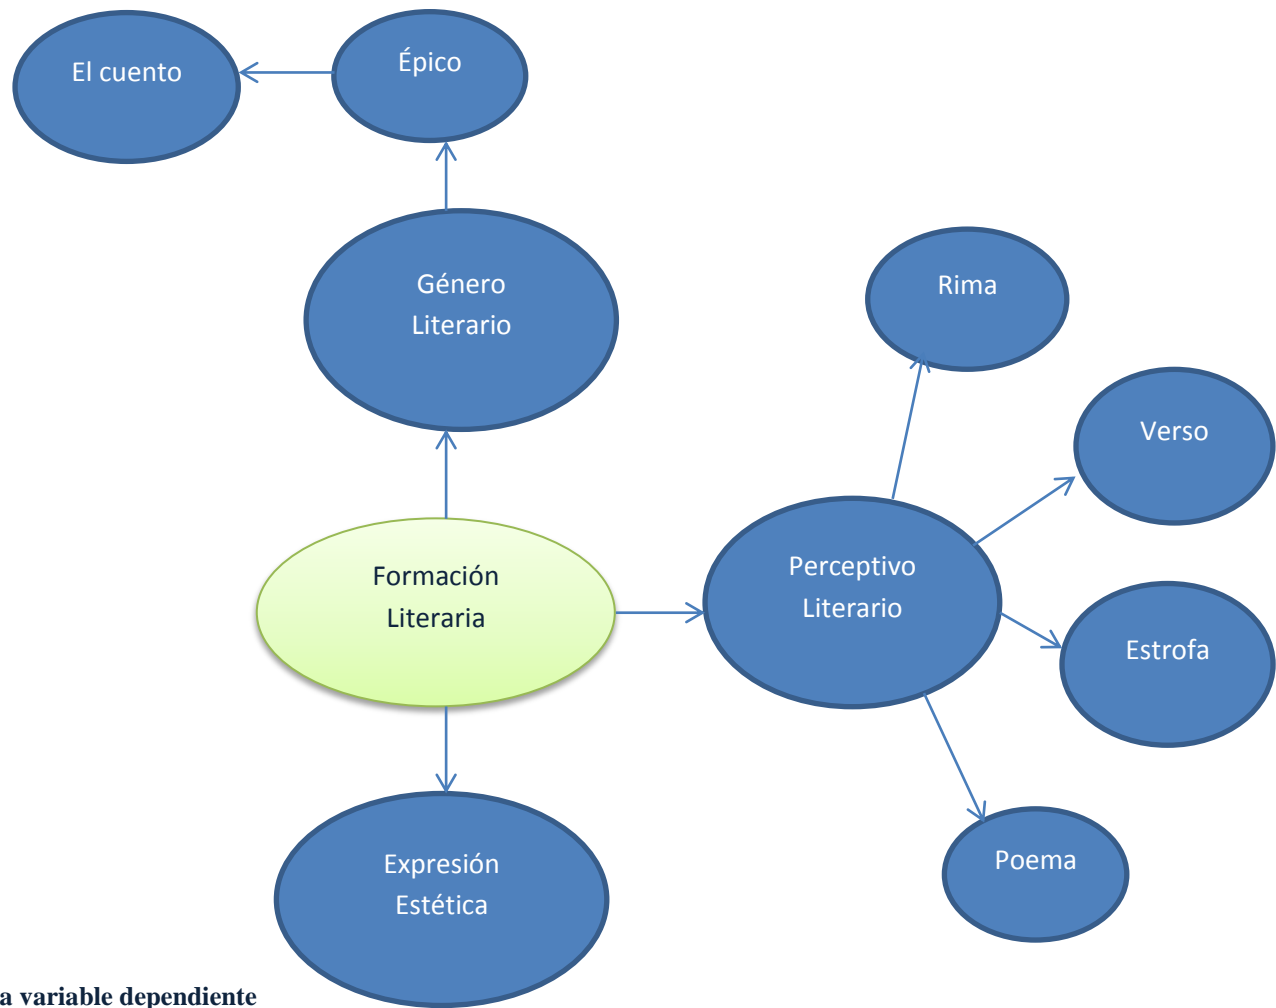 El cuento
Épico
Género
Literario
Rima
Verso
Formación
Literaria
Perceptivo
Literario
Estrofa
Expresión
Estética
Poema
a variable dependiente